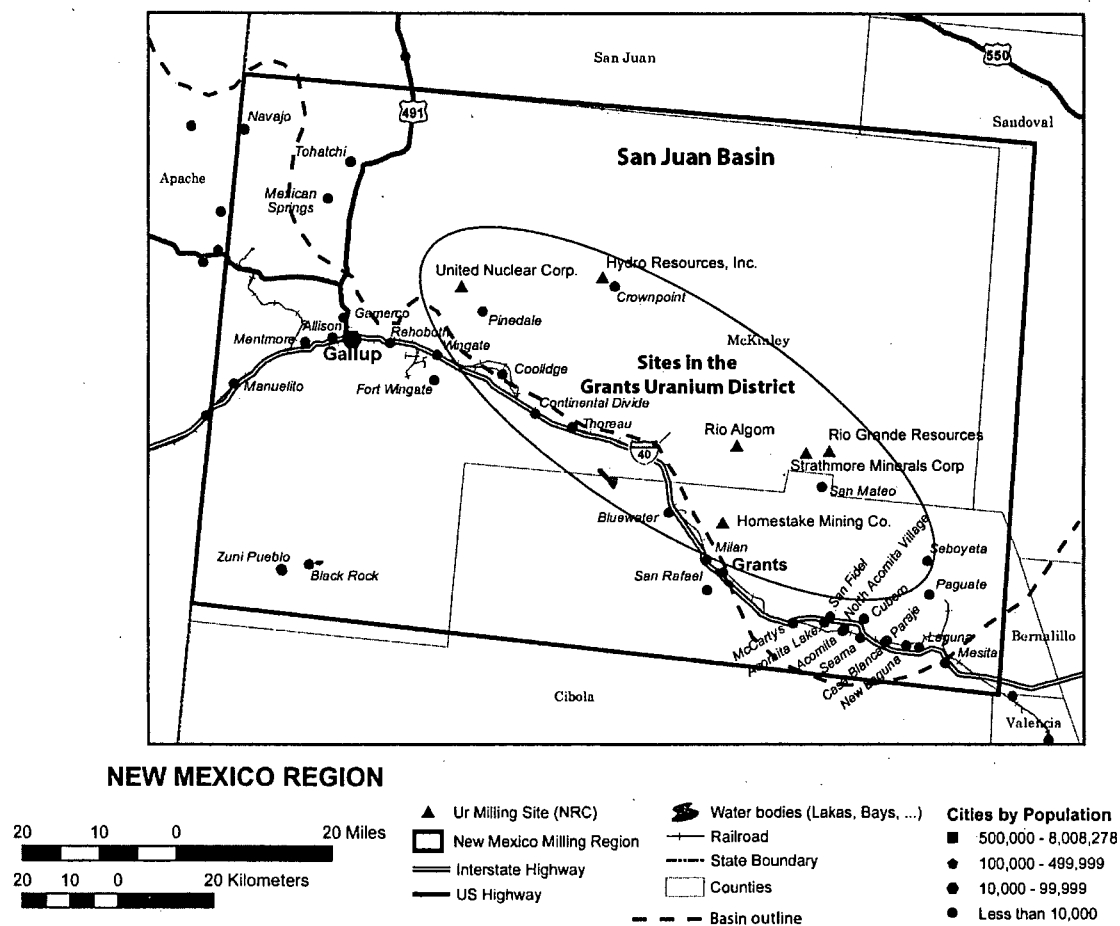 San Juan
550
491
Sandoval
Navajo
Tohatchi
San Juan Basin
Apache
Mexican
Springs
United Nuclear Corp.
Hydro Resources, Inc.
Crownpoint
Pinedale
Gamerco
Allison
Rehoboth
McKinley
Mentmore
Wingate
Gallup
Sites in the
Grants Uranium District
Coolidge
Manuelito
Fort Wingate
Continental Divide
Thoreau
Rio Algom
Rio Grande Resources
40
Strathmore Minerals Corp
San Mateo
Bluewater
Homestake Mining Co.
Milan
Seboyeta
Zuni Pueblo
Black Rock
Grants
San Rafael
San Fidel
North Acomita Village
Cubero
Paguate
McCartys
Acomita Lake
Acomita
Seama
Casa Blanca
Paraje
New Laguna
Laguna
Mesita
Bernalillo
Cibola
Valencia
NEW MEXICO REGION
20 10 0 20 Miles
20 10 0 20 Kilometers
Ur Milling Site (NRC)
New Mexico Milling Region
Interstate Highway
US Highway
Water bodies (Lakas, Bays, ...)
Railroad
State Boundary
Counties
Basin outline
Cities by Population
500,000 - 8,008,278
100,000 - 499,999
10,000 - 99,999
Less than 10,000